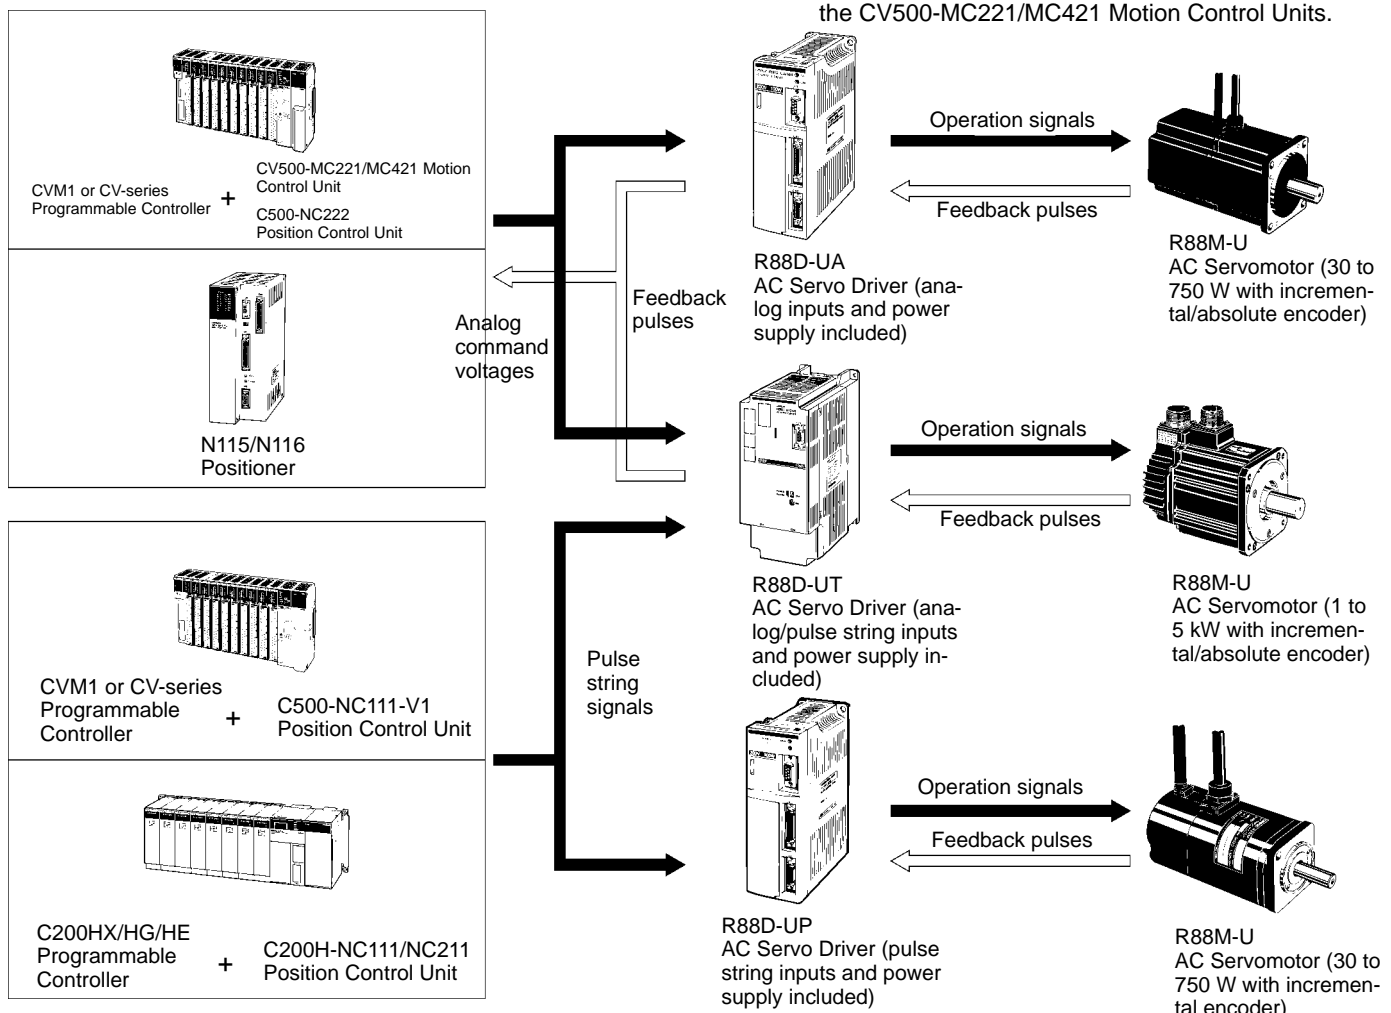 the CV500-MC221/MC421 Motion Control Units.
CVM1 or CV-series
Programmable Controller
+
CV500-MC221/MC421 Motion
Control Unit
C500-NC222
Position Control Unit
N115/N116
Positioner
Analog
command
voltages
Feedback
pulses
R88D-UA
AC Servo Driver (ana-
log inputs and power
supply included)
Operation signals
Feedback pulses
R88M-U
AC Servomotor (30 to
750 W with incremen-
tal/absolute encoder)
R88D-UT
AC Servo Driver (ana-
log/pulse string inputs
and power supply in-
cluded)
Operation signals
Feedback pulses
R88M-U
AC Servomotor (1 to
5 kW with incremen-
tal/absolute encoder)
CVM1 or CV-series
Programmable
Controller
+
C500-NC111-V1
Position Control Unit
C200HX/HG/HE
Programmable
Controller
+
C200H-NC111/NC211
Position Control Unit
Pulse
string
signals
R88D-UP
AC Servo Driver (pulse
string inputs and power
supply included)
Operation signals
Feedback pulses
R88M-U
AC Servomotor (30 to
750 W with incremen-
tal encoder)